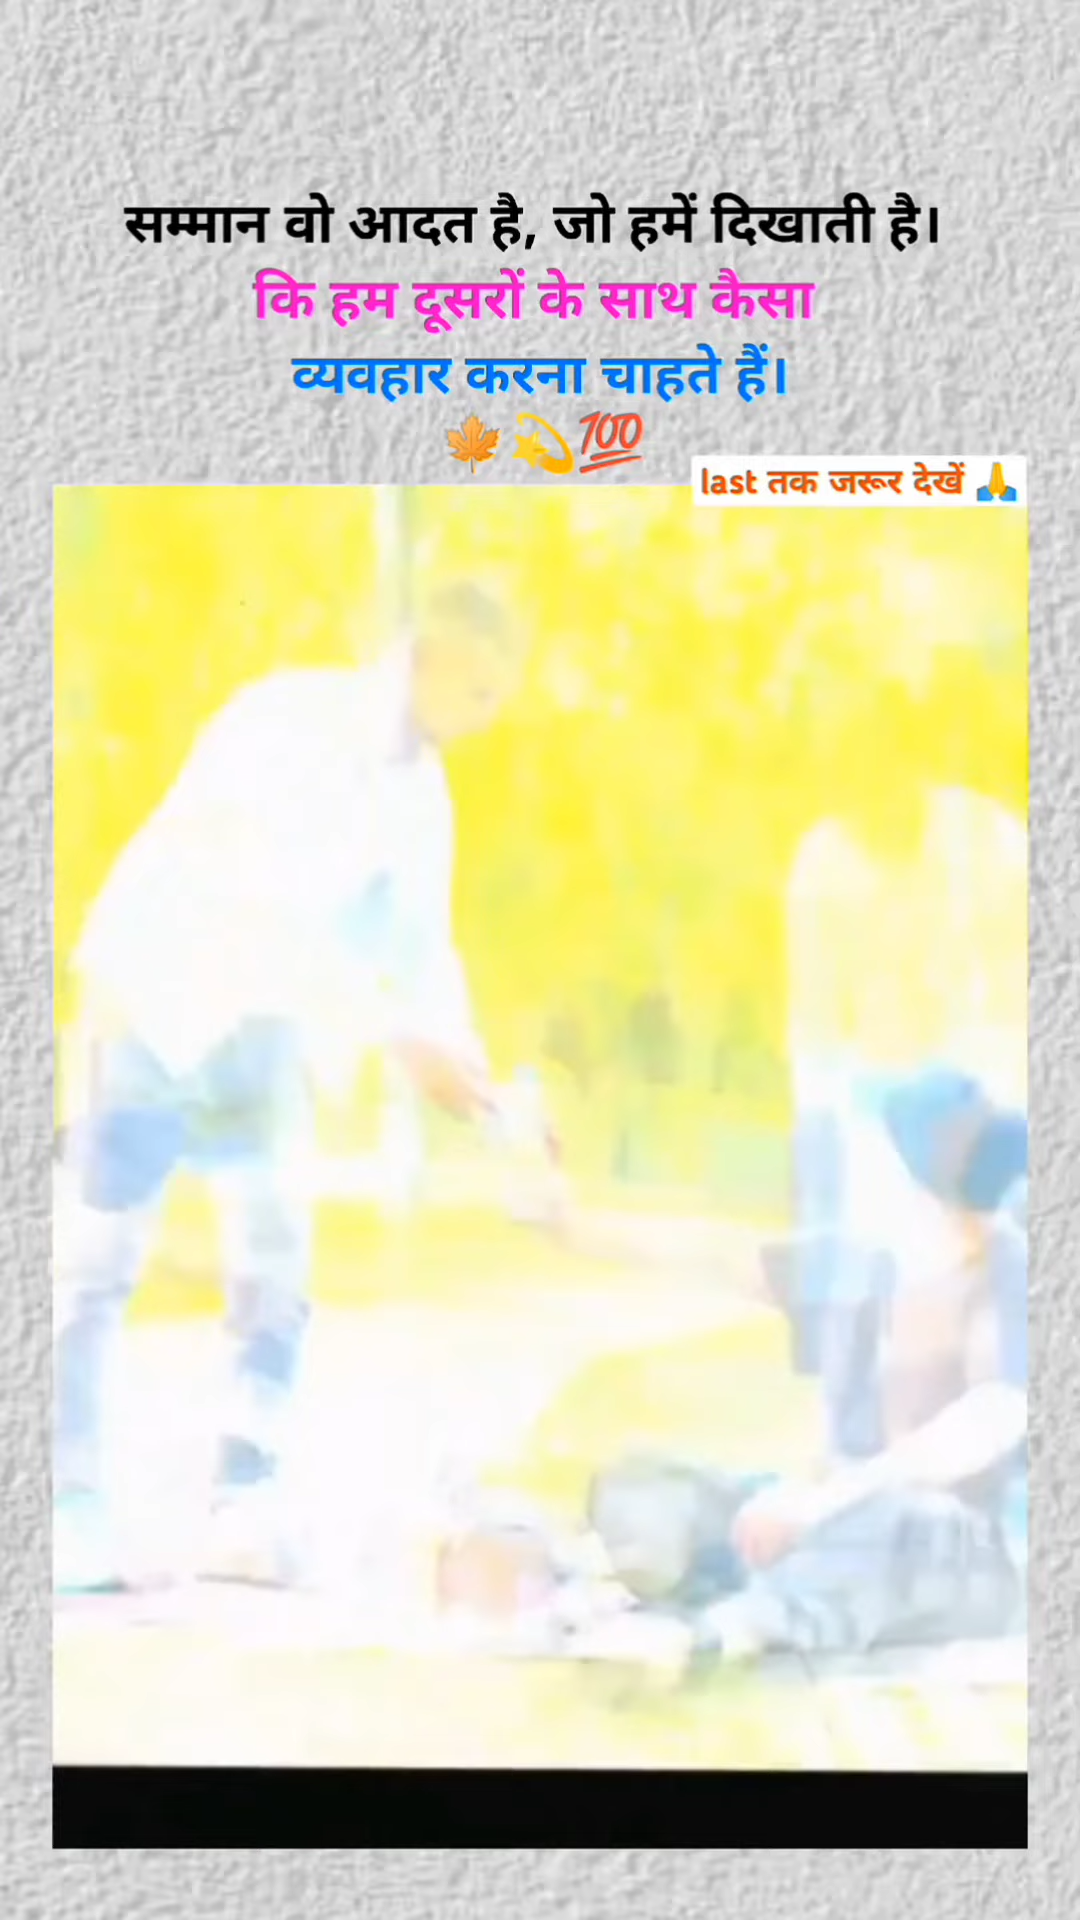 सम्मान वो आदत है, जो हमें दिखाती है।
कि हम दूसरों के साथ कैसा
व्यवहार करना चाहते हैं।
🍁💫💯
last तक जरूर देखें 🙏